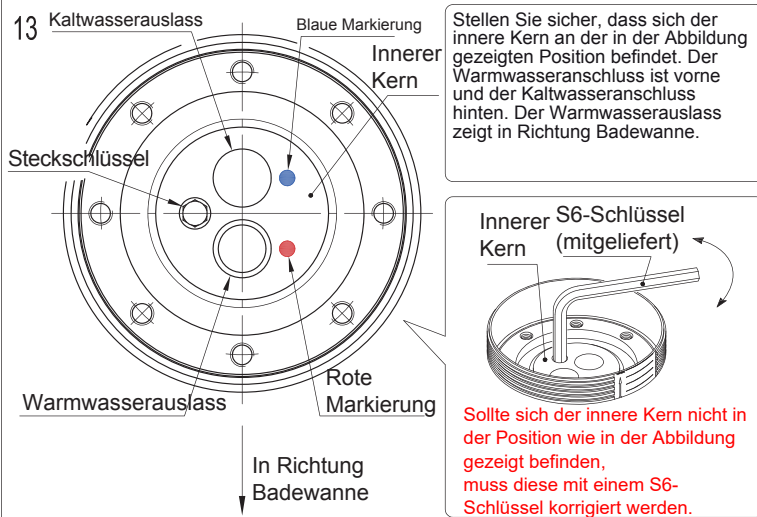 13
Kaltwasserauslass
Blaue Markierung
Innerer
Kern
Steckschlüssel
Warmwasserauslass
Rote
Markierung
In Richtung
Badewanne
Stellen Sie sicher, dass sich der
innere Kern an der in der Abbildung
gezeigten Position befindet. Der
Warmwasseranschluss ist vorne
und der Kaltwasseranschluss
hinten. Der Warmwasserauslass
zeigt in Richtung Badewanne.
Innerer
Kern
S6-Schlüssel
(mitgeliefert)
Sollte sich der innere Kern nicht in
der Position wie in der Abbildung
gezeigt befinden,
muss diese mit einem S6-
Schlüssel korrigiert werden.